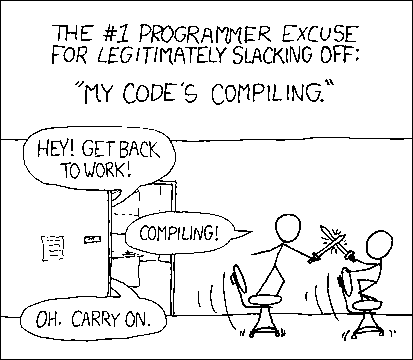 THE #1 PROGRAMMER EXCUSE
FOR LEGITIMATELY SLACKING OFF:
"MY CODE'S COMPILING."
HEY! GET BACK
TO WORK!
COMPILING!
OH. CARRY ON.